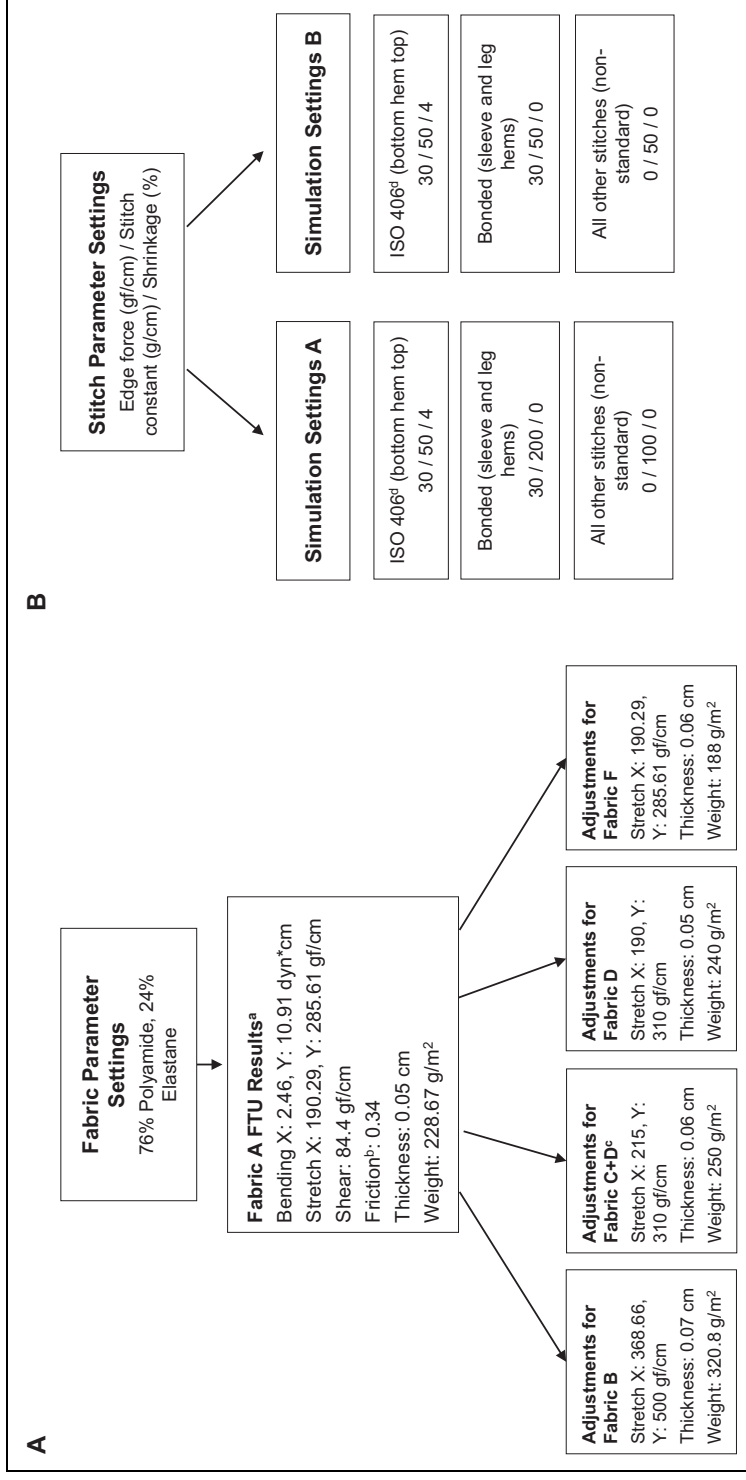 A
Fabric Parameter
Settings
76% Polyamide, 24%
Elastane
Fabric A FTU Resultsᵃ
Bending X: 2.46, Y: 10.91 dyn*cm
Stretch X: 190.29, Y: 285.61 gf/cm
Shear: 84.4 gf/cm
Frictionᵇ: 0.34
Thickness: 0.05 cm
Weight: 228.67 g/m²
Adjustments for
Fabric B
Stretch X: 368.66,
Y: 500 gf/cm
Thickness: 0.07 cm
Weight: 320.8 g/m²
Adjustments for
Fabric C+Dᶜ
Stretch X: 215, Y:
310 gf/cm
Thickness: 0.06 cm
Weight: 250 g/m²
Adjustments for
Fabric D
Stretch X: 190, Y:
310 gf/cm
Thickness: 0.05 cm
Weight: 240 g/m²
Adjustments for
Fabric F
Stretch X: 190.29,
Y: 285.61 gf/cm
Thickness: 0.06 cm
Weight: 188 g/m²
B
Stitch Parameter Settings
Edge force (gf/cm) / Stitch
constant (g/cm) / Shrinkage (%)
Simulation Settings A
ISO 406ᵈ (bottom hem top)
30 / 50 / 4
Bonded (sleeve and leg
hems)
30 / 200 / 0
All other stitches (non-
standard)
0 / 100 / 0
Simulation Settings B
ISO 406ᵈ (bottom hem top)
30 / 50 / 4
Bonded (sleeve and leg
hems)
30 / 50 / 0
All other stitches (non-
standard)
0 / 50 / 0